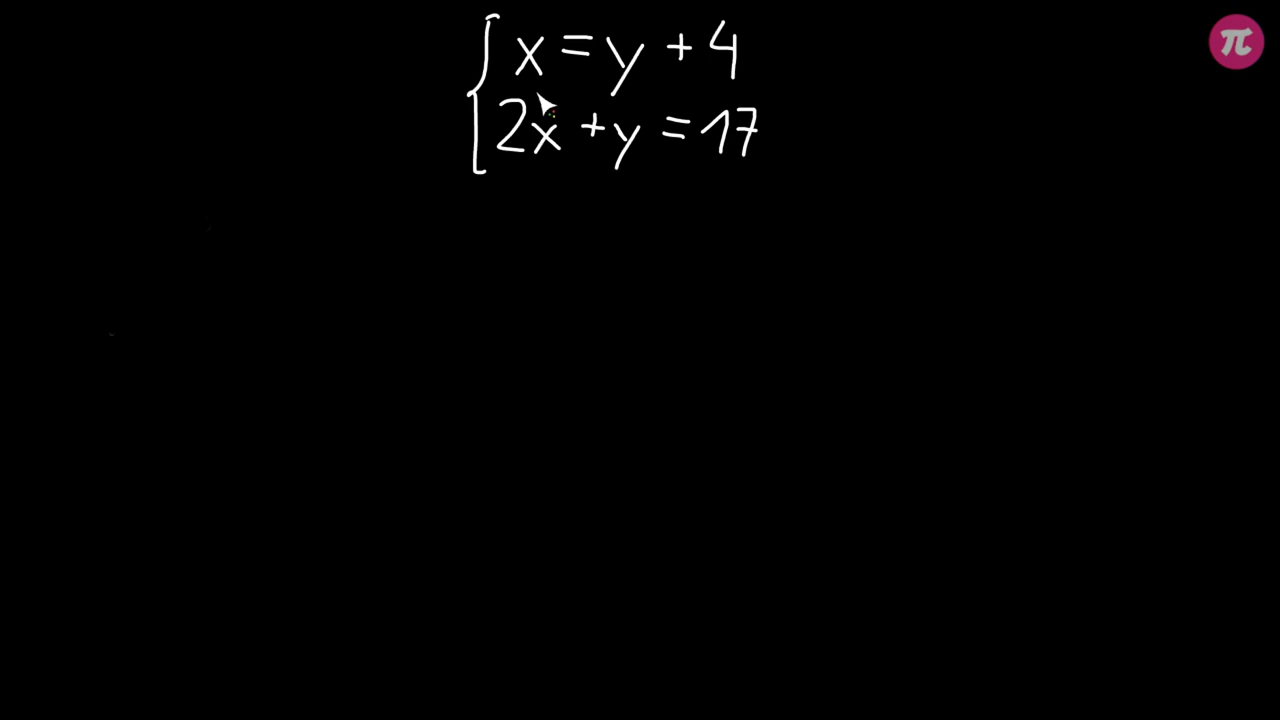 x = y + 4
2x + y = 17
π